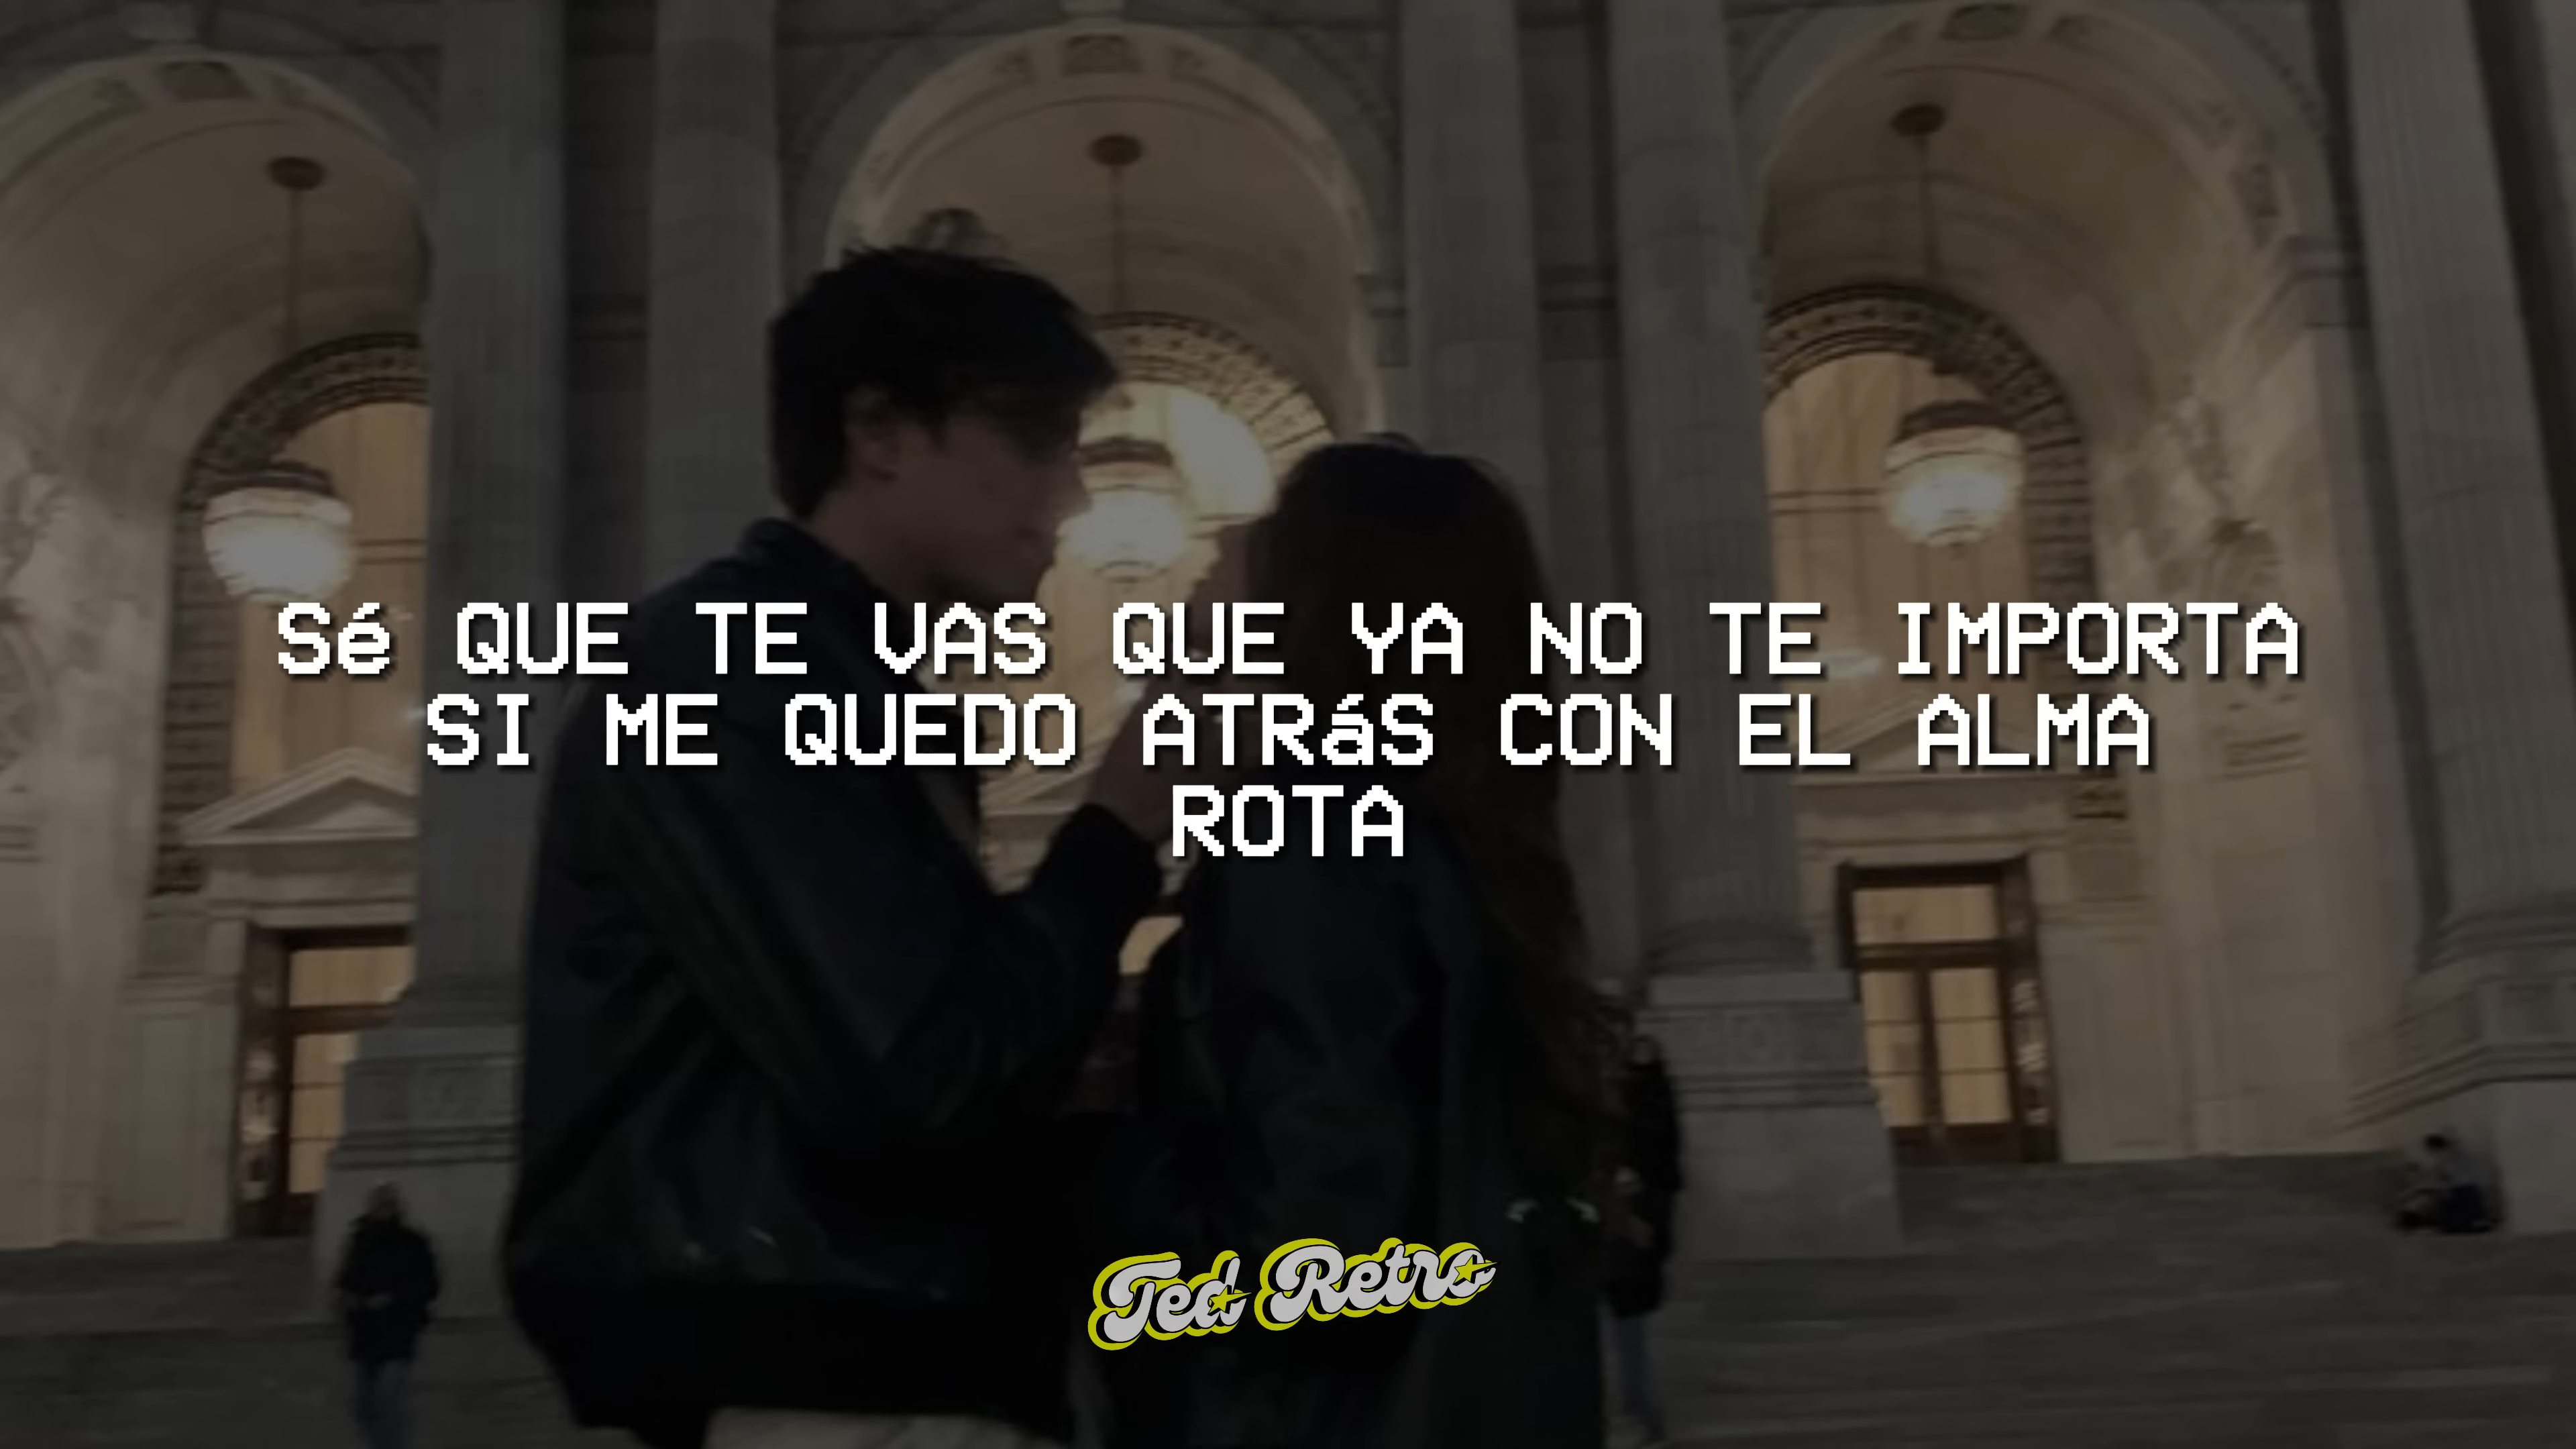 Sé QUE TE VAS QUE YA NO TE IMPORTA
SI ME QUEDO ATRáS CON EL ALMA
ROTA
Ted Retro